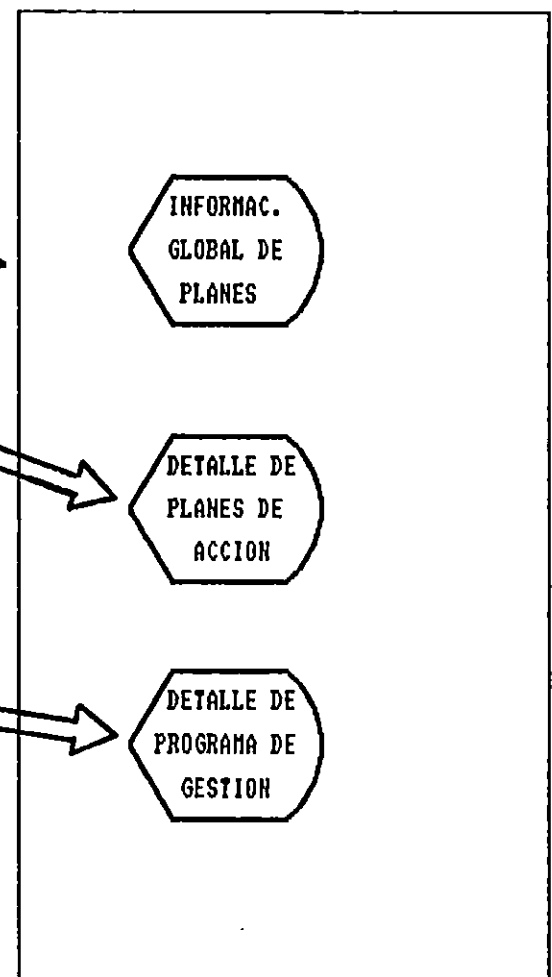 INFORMAC.
GLOBAL DE
PLANES
DETALLE DE
PLANES DE
ACCION
DETALLE DE
PROGRAMA DE
GESTION